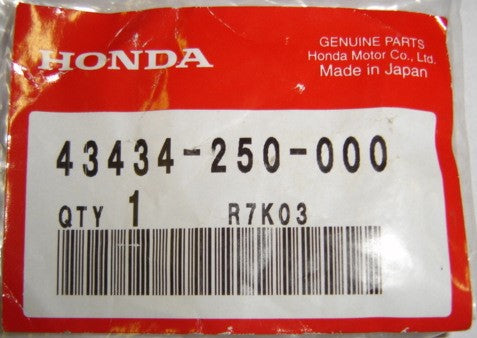 HONDA
GENUINE PARTS
Honda Motor Co., Ltd.
Made in Japan
43434-250-000
QTY 1 R7K03